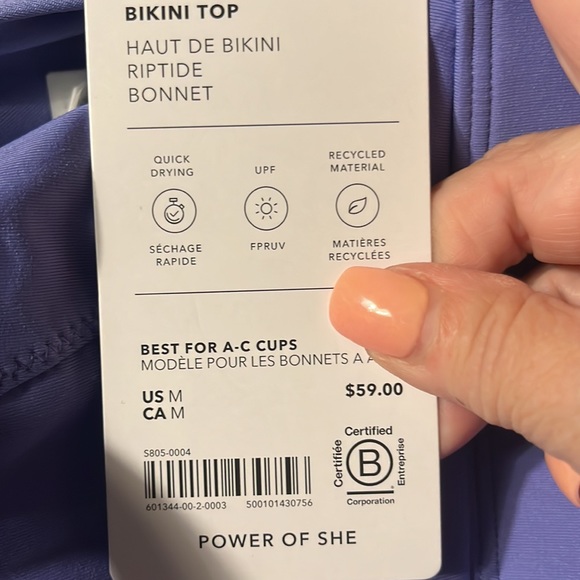 BIKINI TOP
HAUT DE BIKINI
RIPTIDE
BONNET
QUICK
DRYING
UPF
RECYCLED
MATERIAL
SÉCHAGE
RAPIDE
FPRUV
MATIÈRES
RECYCLÉES
BEST FOR A-C CUPS
MODÈLE POUR LES BONNETS A
US M
CA M
$59.00
S805-0004
601344-00-2-0003 500101430756
Certified
Certifiée
B
Entreprise
Corporation
POWER OF SHE